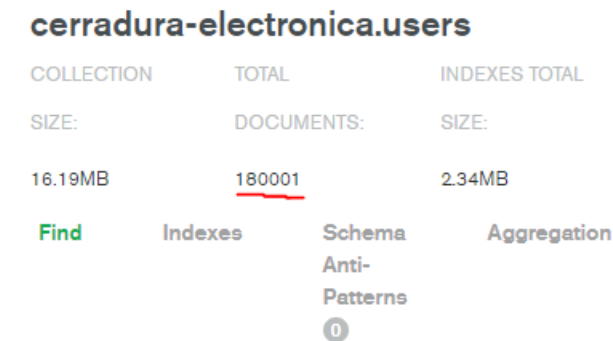 cerradura-electronica.users
COLLECTION TOTAL INDEXES TOTAL
SIZE: DOCUMENTS: SIZE:
16.19MB 180001 2.34MB
Find Indexes Schema Aggregation
Anti-
Patterns
0